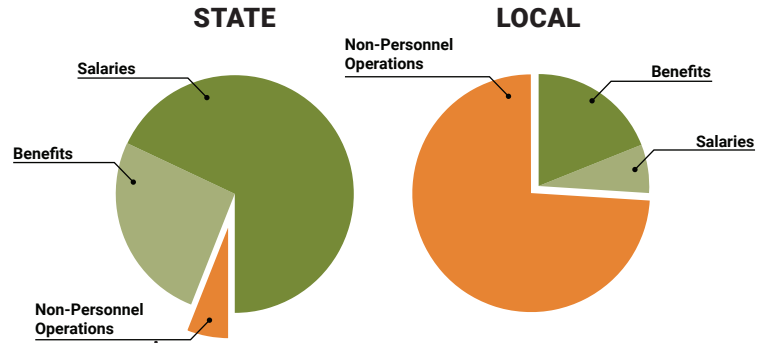 STATE
Salaries
Benefits
Non-Personnel
Operations
LOCAL
Non-Personnel
Operations
Benefits
Salaries